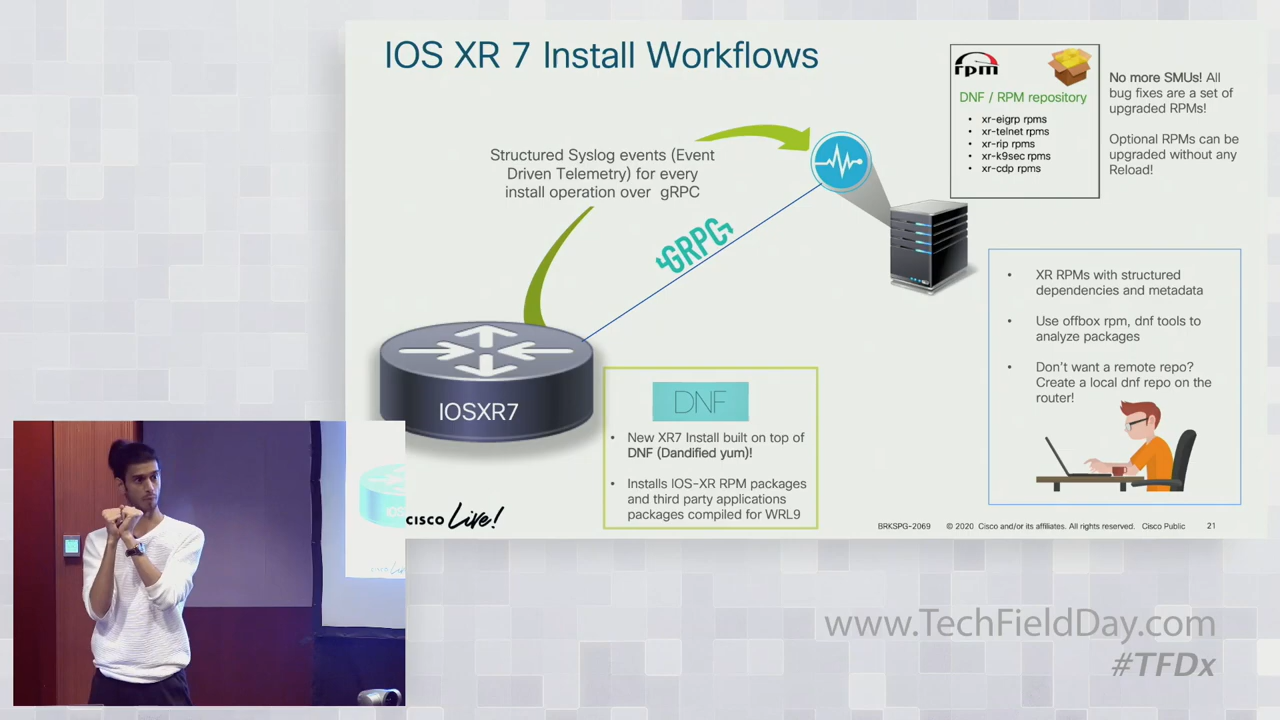 IOS XR 7 Install Workflows
rpm
DNF / RPM repository
• xr-eigrp rpms
• xr-telnet rpms
• xr-rip rpms
• xr-k9sec rpms
• xr-cdp rpms
No more SMUs! All
bug fixes are a set of
upgraded RPMs!
Optional RPMs can be
upgraded without any
Reload!
Structured Syslog events (Event
Driven Telemetry) for every
install operation over gRPC
GRPC
• XR RPMs with structured
dependencies and metadata
• Use offbox rpm, dnf tools to
analyze packages
• Don't want a remote repo?
Create a local dnf repo on the
router!
IOSXR7
DNF
• New XR7 Install built on top of
DNF (Dandified yum)!
• Installs IOS-XR RPM packages
and third party applications
packages compiled for WRL9
CISCO Live!
BRKSPG-2069 © 2020 Cisco and/or its affiliates. All rights reserved. Cisco Public 21
www.TechFieldDay.com
#TFDx